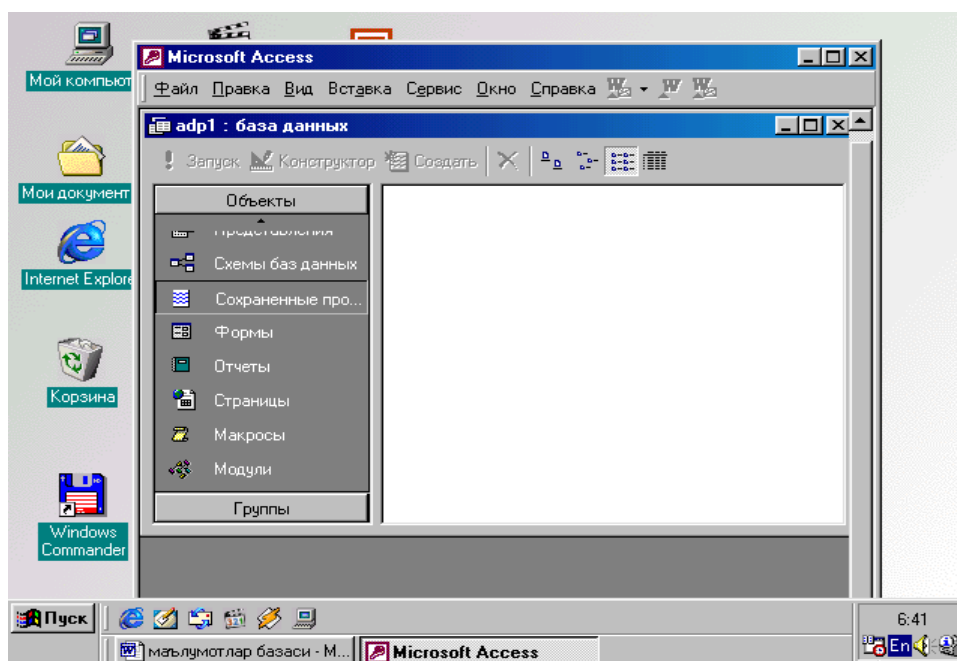 Мой компьют
Мои документ
Internet Explore
Корзина
Windows
Commander
Microsoft Access
Файл Правка Вид Вставка Сервис Окно Справка
adp1 : база данных
Запуск Конструктор Создать
Объекты
Представления
Схемы баз данных
Сохраненные про...
Формы
Отчеты
Страницы
Макросы
Модули
Группы
Пуск
маълумотлар базаси - М...
Microsoft Access
6:41
En